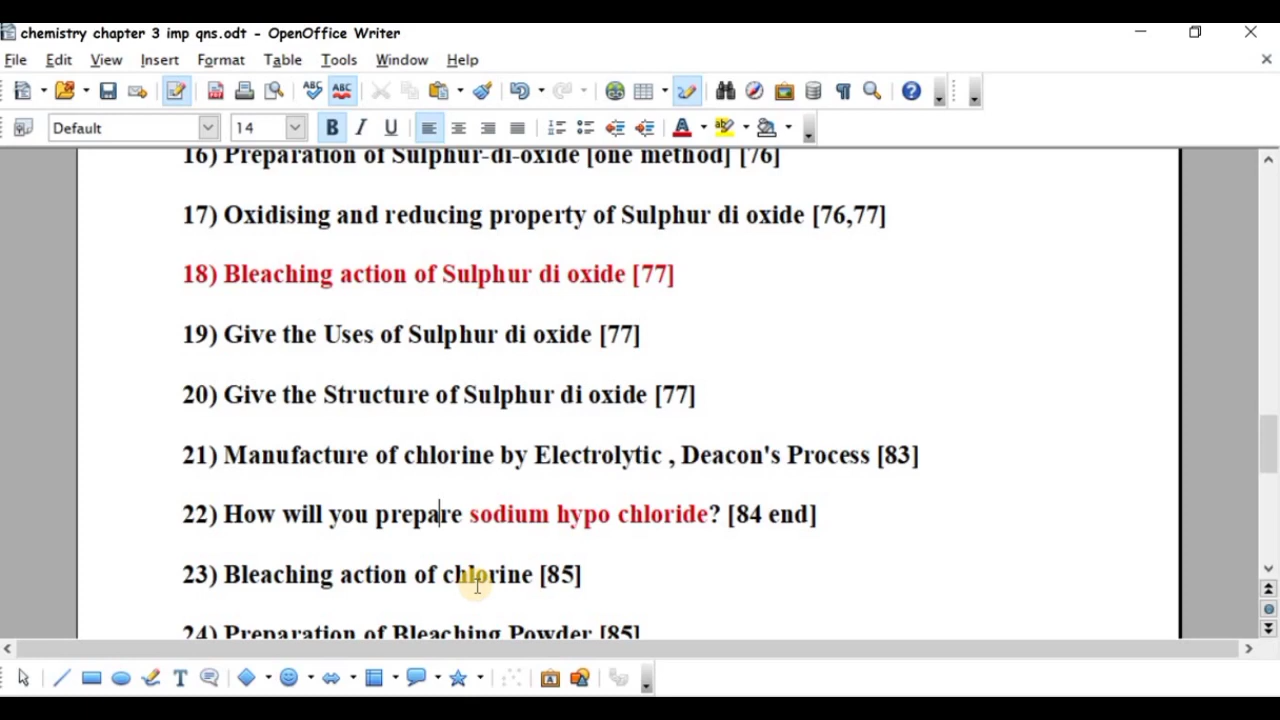 chemistry chapter 3 imp qns.odt - OpenOffice Writer
File Edit View Insert Format Table Tools Window Help
Default 14 B I U
16) Preparation of Sulphur-di-oxide [one method] [76]
17) Oxidising and reducing property of Sulphur di oxide [76,77]
18) Bleaching action of Sulphur di oxide [77]
19) Give the Uses of Sulphur di oxide [77]
20) Give the Structure of Sulphur di oxide [77]
21) Manufacture of chlorine by Electrolytic , Deacon's Process [83]
22) How will you prepare sodium hypo chloride? [84 end]
23) Bleaching action of chlorine [85]
24) Preparation of Bleaching Powder [85]